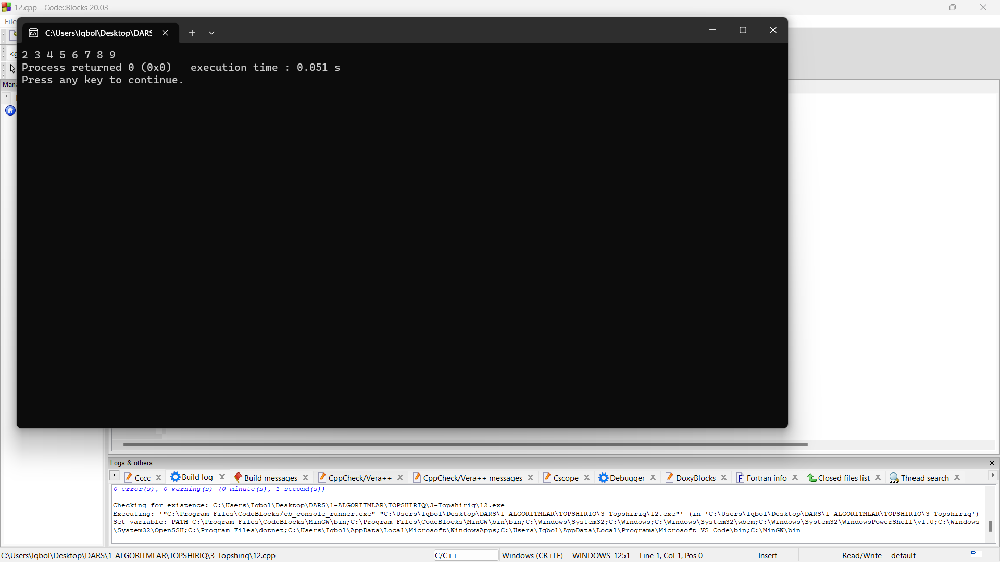 12.cpp - Code::Blocks 20.03
File
C:\Users\Iqbol\Desktop\DARS
2 3 4 5 6 7 8 9
Process returned 0 (0x0)   execution time : 0.051 s
Press any key to continue.
Logs & others
Cccc
Build log
Build messages
CppCheck/Vera++
CppCheck/Vera++ messages
Cscope
Debugger
DoxyBlocks
Fortran info
Closed files list
Thread search
0 error(s), 0 warning(s) (0 minute(s), 1 second(s))
Checking for existence: C:\Users\Iqbol\Desktop\DARS\1-ALGORITMLAR\TOPSHIRIQ\3-Topshiriq\12.exe
Executing: '"C:\Program Files\CodeBlocks/cb_console_runner.exe" "C:\Users\Iqbol\Desktop\DARS\1-ALGORITMLAR\TOPSHIRIQ\3-Topshiriq\12.exe"' (in 'C:\Users\Iqbol\Desktop\DARS\1-ALGORITMLAR\TOPSHIRIQ\3-Topshiriq')
Set variable: PATH=C:\Program Files\CodeBlocks\MinGW\bin;C:\Program Files\CodeBlocks\MinGW\bin\bin;C:\Windows\System32;C:\Windows;C:\Windows\System32\wbem;C:\Windows\System32\WindowsPowerShell\v1.0;C:\Windows
\System32\OpenSSH;C:\Program Files\dotnet;C:\Users\Iqbol\AppData\Local\Microsoft\WindowsApps;C:\Users\Iqbol\AppData\Local\Programs\Microsoft VS Code\bin;C:\MinGW\bin
C:\Users\Iqbol\Desktop\DARS\1-ALGORITMLAR\TOPSHIRIQ\3-Topshiriq\12.cpp
C/C++
Windows (CR+LF)
WINDOWS-1251
Line 1, Col 1, Pos 0
Insert
Read/Write
default